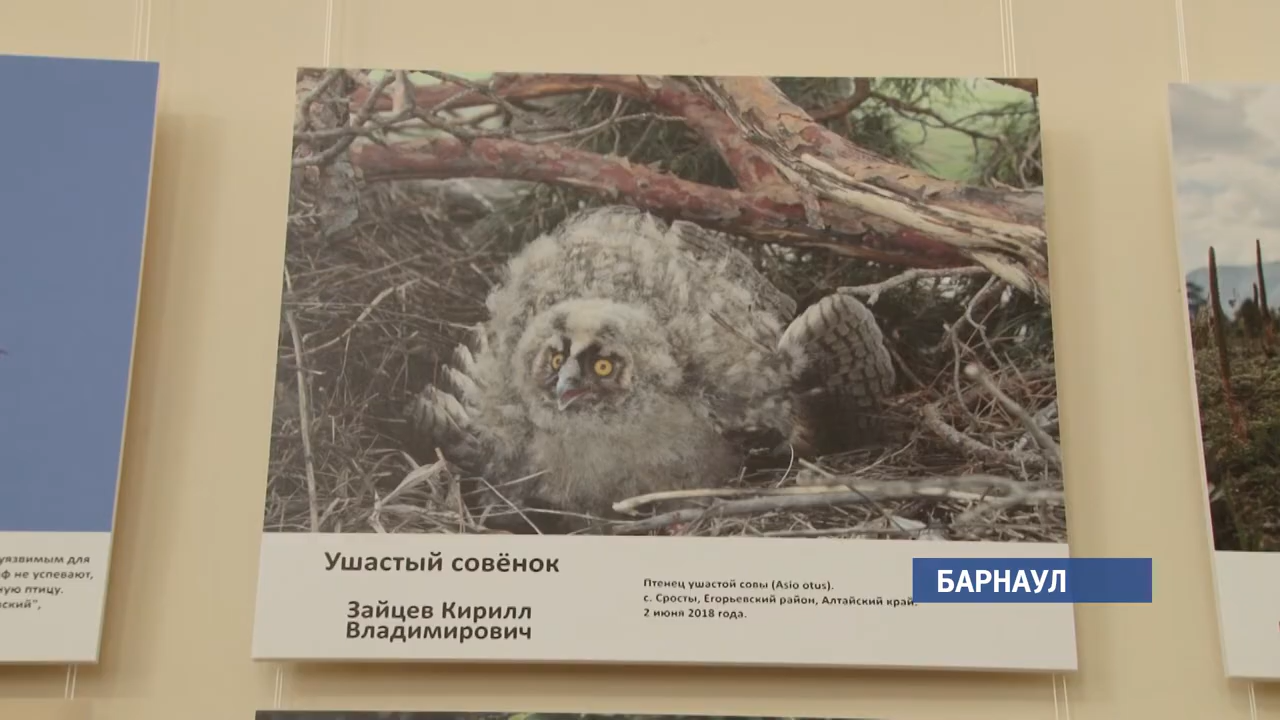 уязвимым для
ф не успевают,
ную птицу.
ский",
Ушастый совёнок
Зайцев Кирилл
Владимирович
Птенец ушастой совы (Asio otus).
с. Сросты, Егорьевский район, Алтайский край.
2 июня 2018 года.
БАРНАУЛ